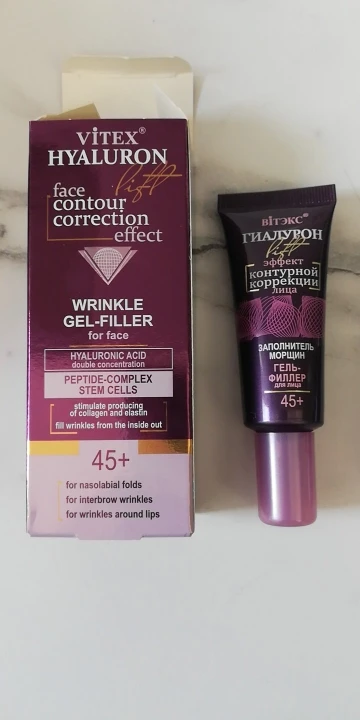 VİTEX®
HYALURON
lift
face
contour
correction
effect
WRINKLE
GEL-FILLER
for face
HYALURONIC ACID
double concentration
PEPTIDE-COMPLEX
STEM CELLS
stimulate producing
of collagen and elastin
fill wrinkles from the inside out
45+
for nasolabial folds
for interbrow wrinkles
for wrinkles around lips
вiтэкс®
ГИАЛУРОН
lift
эффект
контурной
коррекции
лица
ЗАПОЛНИТЕЛЬ
МОРЩИН
ГЕЛЬ-
ФИЛЛЕР
для лица
45+